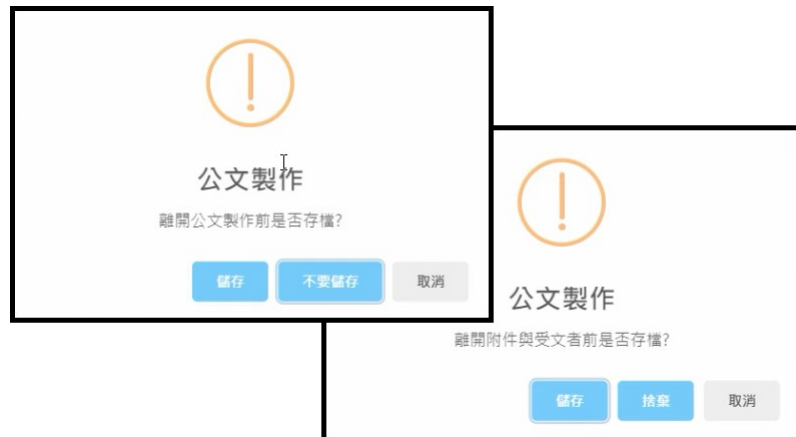 公文製作
離開公文製作前是否存檔?
儲存 不要儲存 取消
公文製作
離開附件與受文者前是否存檔?
儲存 捨棄 取消